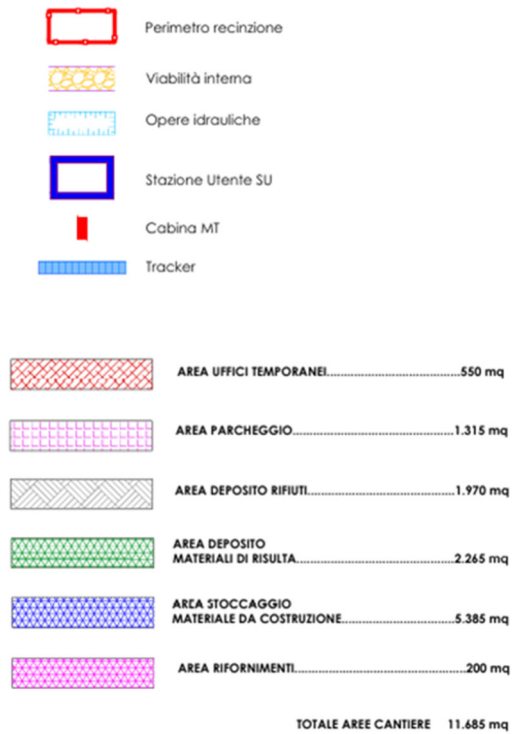 Perimetro recinzione
Viabilità interna
Opere idrauliche
Stazione Utente SU
Cabina MT
Tracker
AREA UFFICI TEMPORANEI.......................................550 mq
AREA PARCHEGGIO...............................................1.315 mq
AREA DEPOSITO RIFIUTI...........................................1.970 mq
AREA DEPOSITO
MATERIALI DI RISULTA..............................................2.265 mq
AREA STOCCAGGIO
MATERIALE DA COSTRUZIONE.................................5.385 mq
AREA RIFORNIMENTI..................................................200 mq
TOTALE AREE CANTIERE 11.685 mq